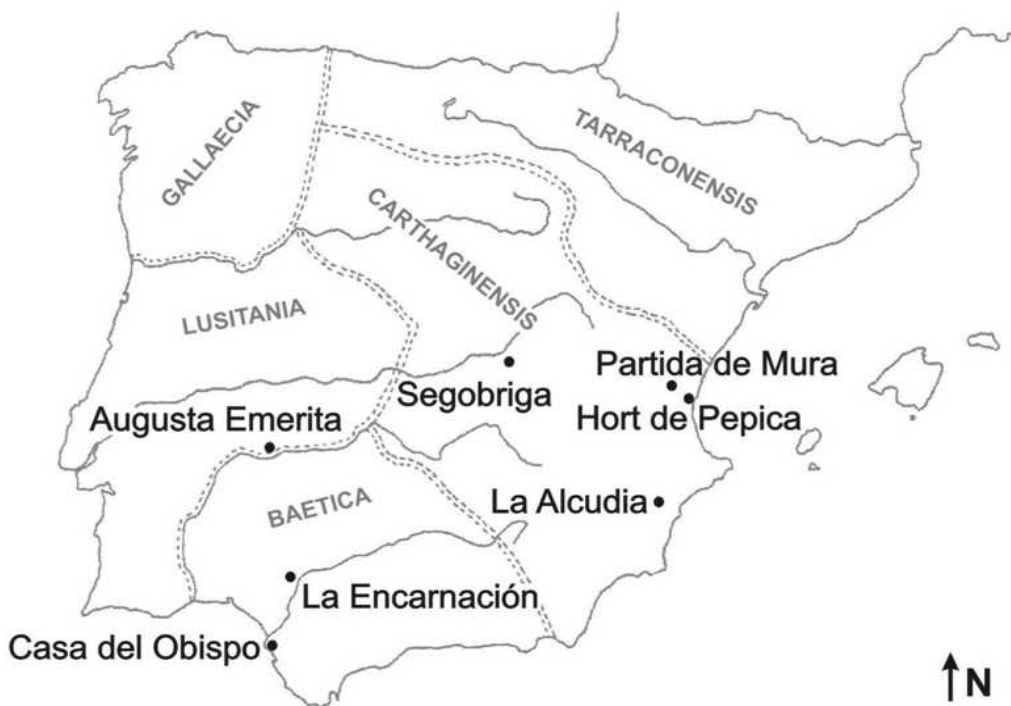 GALLAECIA
TARRACONENSIS
CARTHAGINENSIS
LUSITANIA
Partida de Mura
Segobriga
Hort de Pepica
Augusta Emerita
BAETICA
La Alcudia
La Encarnación
Casa del Obispo
N